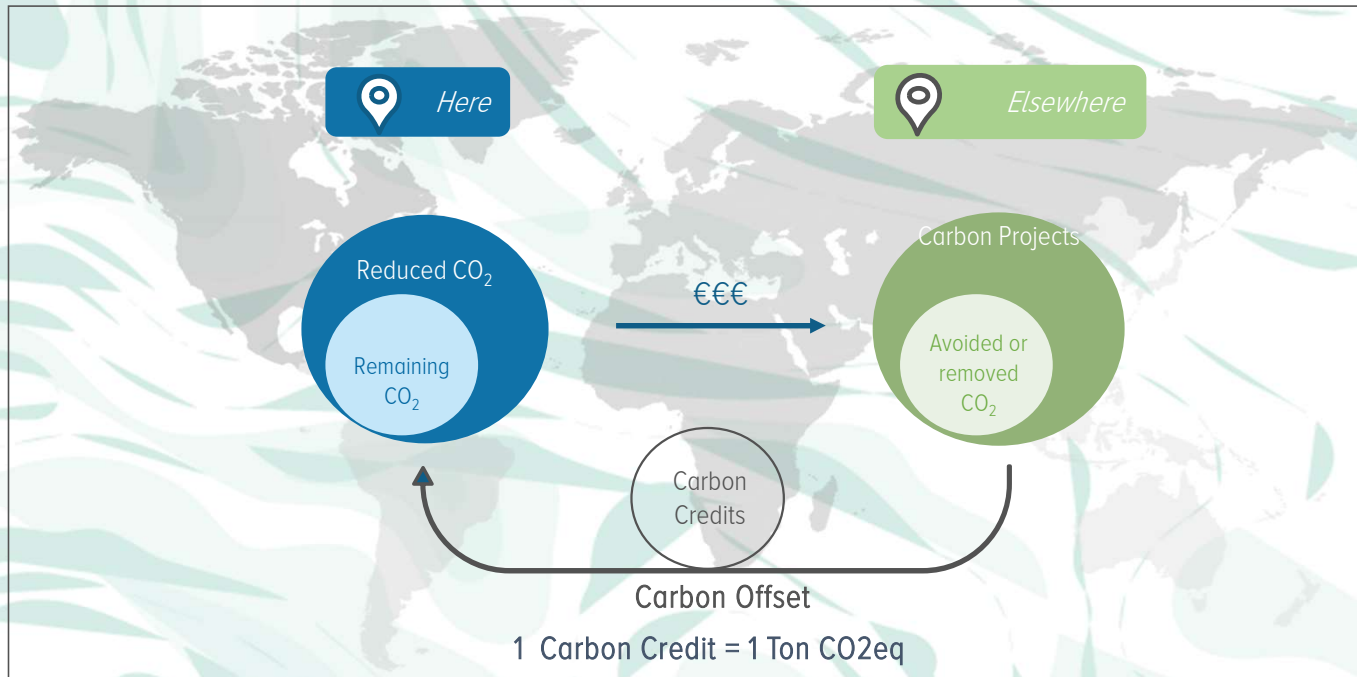 Here
Elsewhere
Reduced CO₂
Remaining
CO₂
€€€
Carbon Projects
Avoided or
removed
CO₂
Carbon
Credits
Carbon Offset
1 Carbon Credit = 1 Ton CO2eq